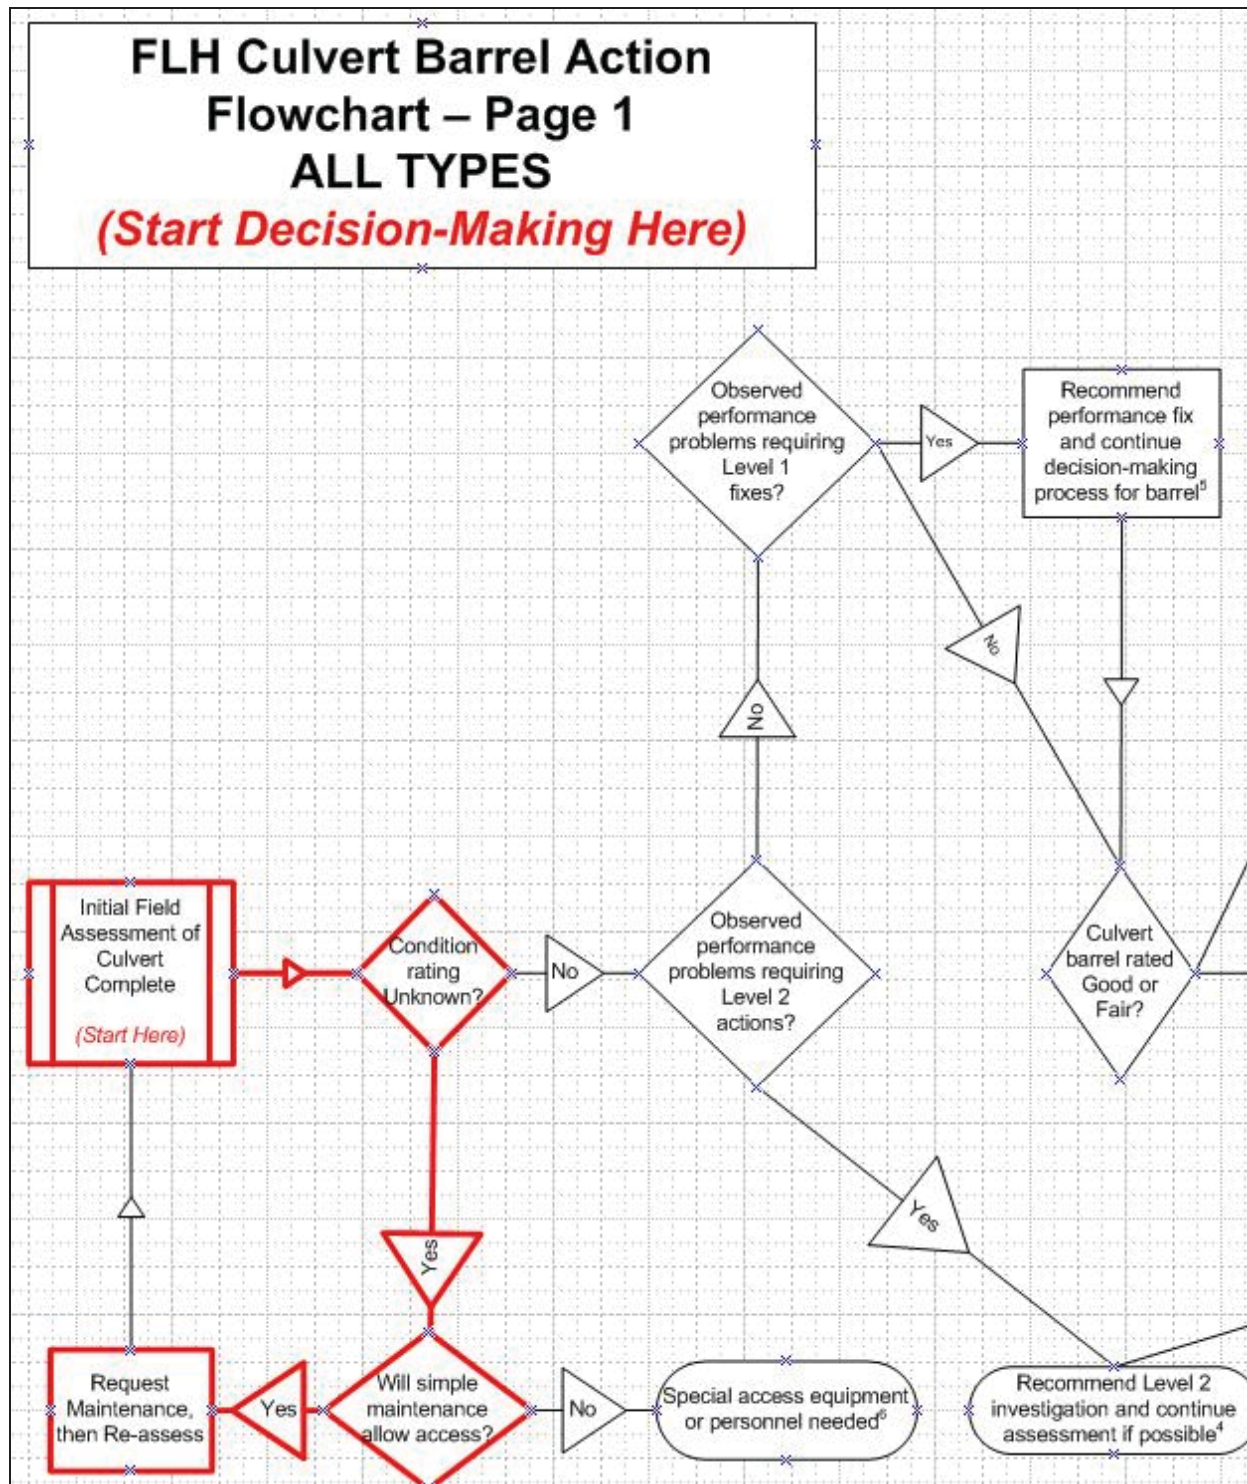 FLH Culvert Barrel Action
Flowchart – Page 1
ALL TYPES
(Start Decision-Making Here)
Observed
performance
problems requiring
Level 1
fixes?
Yes
Recommend
performance fix
and continue
decision-making
process for barrel⁵
No
No
Initial Field
Assessment of
Culvert
Complete
(Start Here)
Condition
rating
Unknown?
No
Observed
performance
problems requiring
Level 2
actions?
Culvert
barrel rated
Good or
Fair?
Yes
Yes
Request
Maintenance,
then Re-assess
Yes
Will simple
maintenance
allow access?
No
Special access equipment
or personnel needed⁶
Recommend Level 2
investigation and continue
assessment if possible⁴